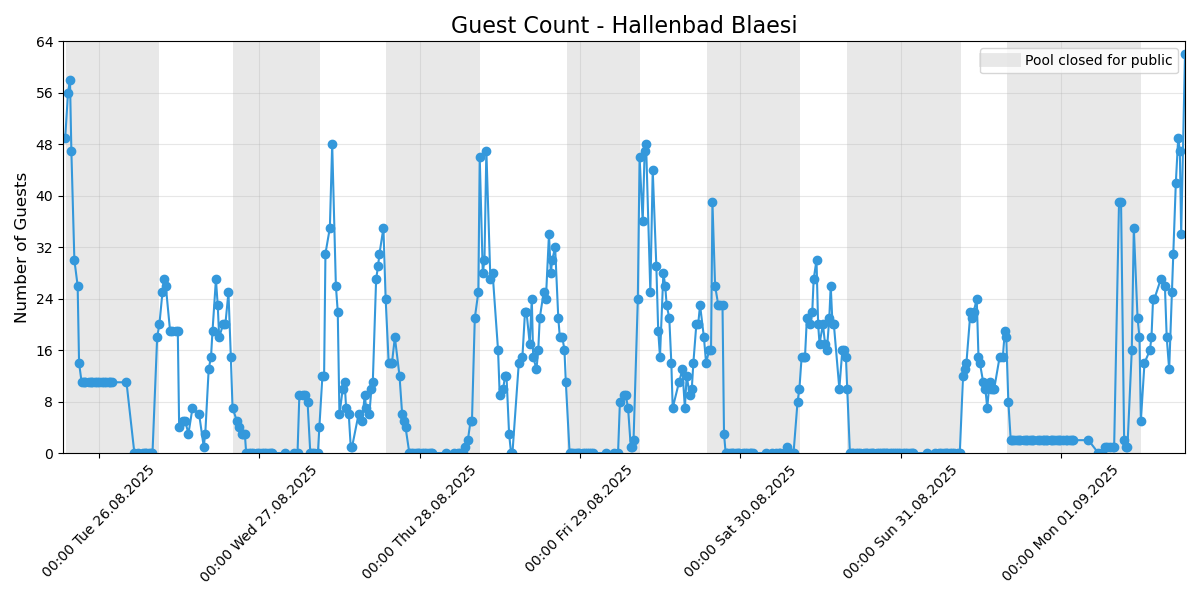 Guest Count - Hallenbad Blaesi
Pool closed for public
Number of Guests
64
56
48
40
32
24
16
8
0
00:00 Tue 26.08.2025
00:00 Wed 27.08.2025
00:00 Thu 28.08.2025
00:00 Fri 29.08.2025
00:00 Sat 30.08.2025
00:00 Sun 31.08.2025
00:00 Mon 01.09.2025